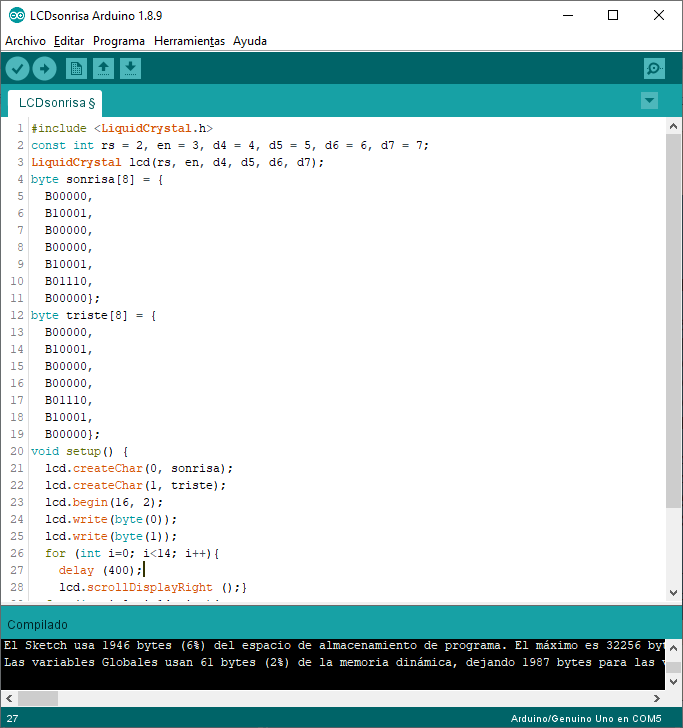 LCDsonrisa Arduino 1.8.9
Archivo Editar Programa Herramientas Ayuda
LCDsonrisa §
1 #include <LiquidCrystal.h>
2 const int rs = 2, en = 3, d4 = 4, d5 = 5, d6 = 6, d7 = 7;
3 LiquidCrystal lcd(rs, en, d4, d5, d6, d7);
4 byte sonrisa[8] = {
5 B00000,
6 B10001,
7 B00000,
8 B00000,
9 B10001,
10 B01110,
11 B00000};
12 byte triste[8] = {
13 B00000,
14 B10001,
15 B00000,
16 B00000,
17 B01110,
18 B10001,
19 B00000};
20 void setup() {
21 lcd.createChar(0, sonrisa);
22 lcd.createChar(1, triste);
23 lcd.begin(16, 2);
24 lcd.write(byte(0));
25 lcd.write(byte(1));
26 for (int i=0; i<14; i++){
27 delay (400);
28 lcd.scrollDisplayRight ();}
Compilado
El Sketch usa 1946 bytes (6%) del espacio de almacenamiento de programa. El máximo es 32256 byt
Las variables Globales usan 61 bytes (2%) de la memoria dinámica, dejando 1987 bytes para las v
27 Arduino/Genuino Uno en COM5